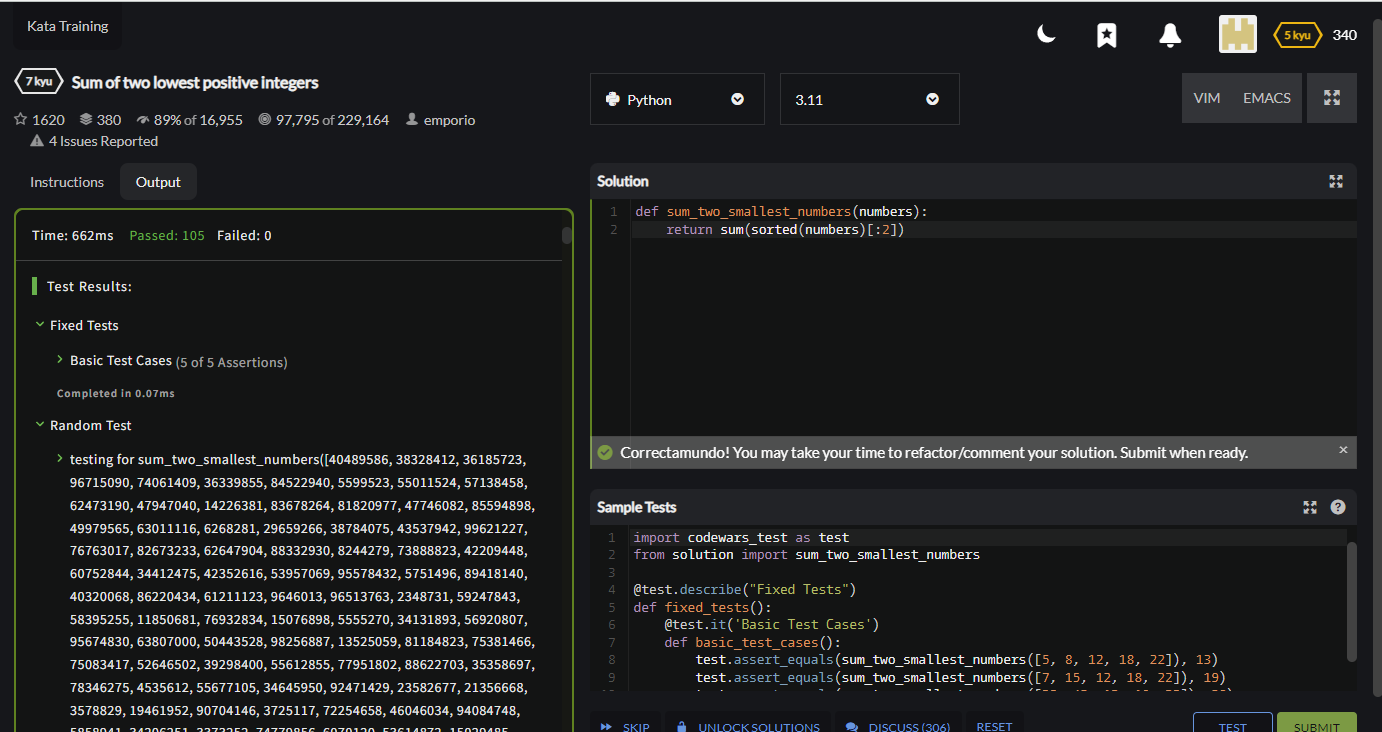 Kata Training
5 kyu 340
7 kyu Sum of two lowest positive integers
1620 380 89% of 16,955 97,795 of 229,164 emporio
4 Issues Reported
Python
3.11
VIM EMACS
Instructions Output
Time: 662ms Passed: 105 Failed: 0
Test Results:
Fixed Tests
Basic Test Cases (5 of 5 Assertions)
Completed in 0.07ms
Random Test
testing for sum_two_smallest_numbers([40489586, 38328412, 36185723,
96715090, 74061409, 36339855, 84522940, 5599523, 55011524, 57138458,
62473190, 47947040, 14226381, 83678264, 81820977, 47746082, 85594898,
49979565, 63011116, 6268281, 29659266, 38784075, 43537942, 99621227,
76763017, 82673233, 62647904, 88332930, 8244279, 73888823, 42209448,
60752844, 34412475, 42352616, 53957069, 95578432, 5751496, 89418140,
40320068, 86220434, 61211123, 9646013, 96513763, 2348731, 59247843,
58395255, 11850681, 76932834, 15076898, 5555270, 34131893, 56920807,
95674830, 63807000, 50443528, 98256887, 13525059, 81184823, 75381466,
75083417, 52646502, 39298400, 55612855, 77951802, 88622703, 35358697,
78346275, 4535612, 55677105, 34645950, 92471429, 23582677, 21356668,
3578829, 19461952, 90704146, 3725117, 72254658, 46046034, 94084748,
Solution
1 def sum_two_smallest_numbers(numbers):
2 return sum(sorted(numbers)[:2])
Correctamundo! You may take your time to refactor/comment your solution. Submit when ready.
Sample Tests
1 import codewars_test as test
2 from solution import sum_two_smallest_numbers
3
4 @test.describe("Fixed Tests")
5 def fixed_tests():
6 @test.it('Basic Test Cases')
7 def basic_test_cases():
8 test.assert_equals(sum_two_smallest_numbers([5, 8, 12, 18, 22]), 13)
9 test.assert_equals(sum_two_smallest_numbers([7, 15, 12, 18, 22]), 19)
SKIP UNLOCK SOLUTIONS DISCUSS (306) RESET TEST SUBMIT